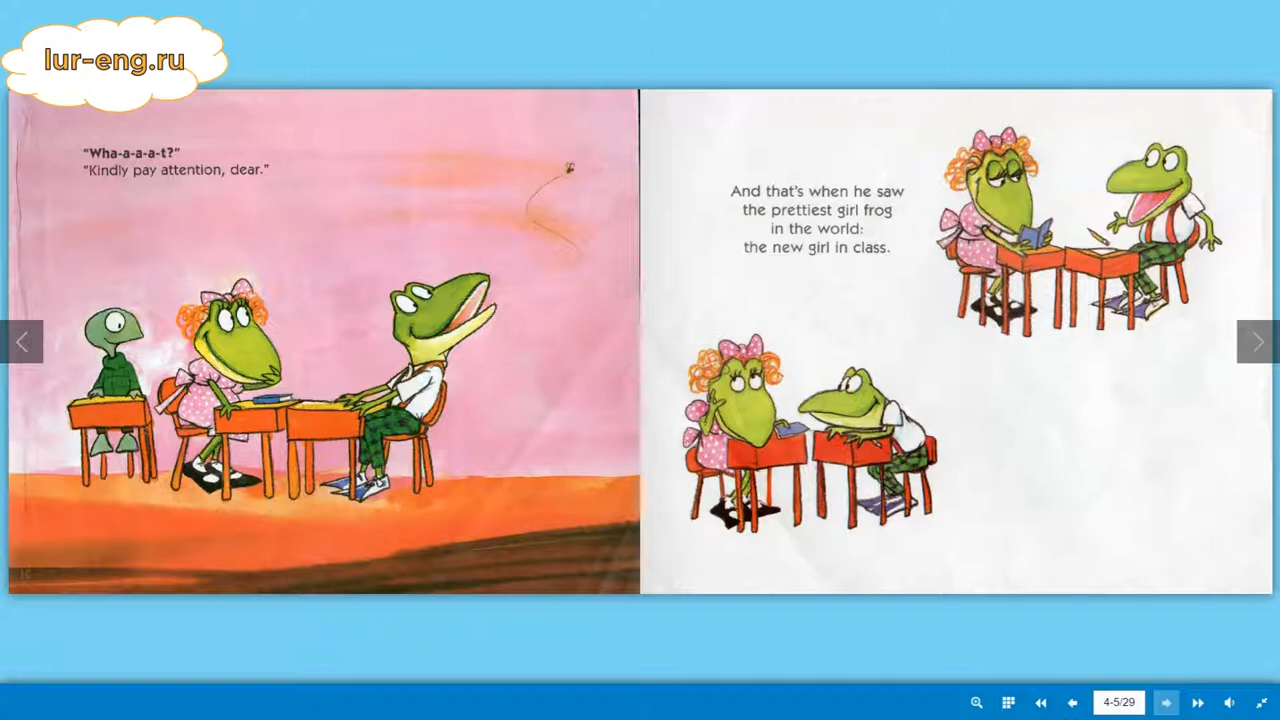 lur-eng.ru
"Wha-a-a-a-t?"
"Kindly pay attention, dear."
And that's when he saw
the prettiest girl frog
in the world:
the new girl in class.
4-5/29